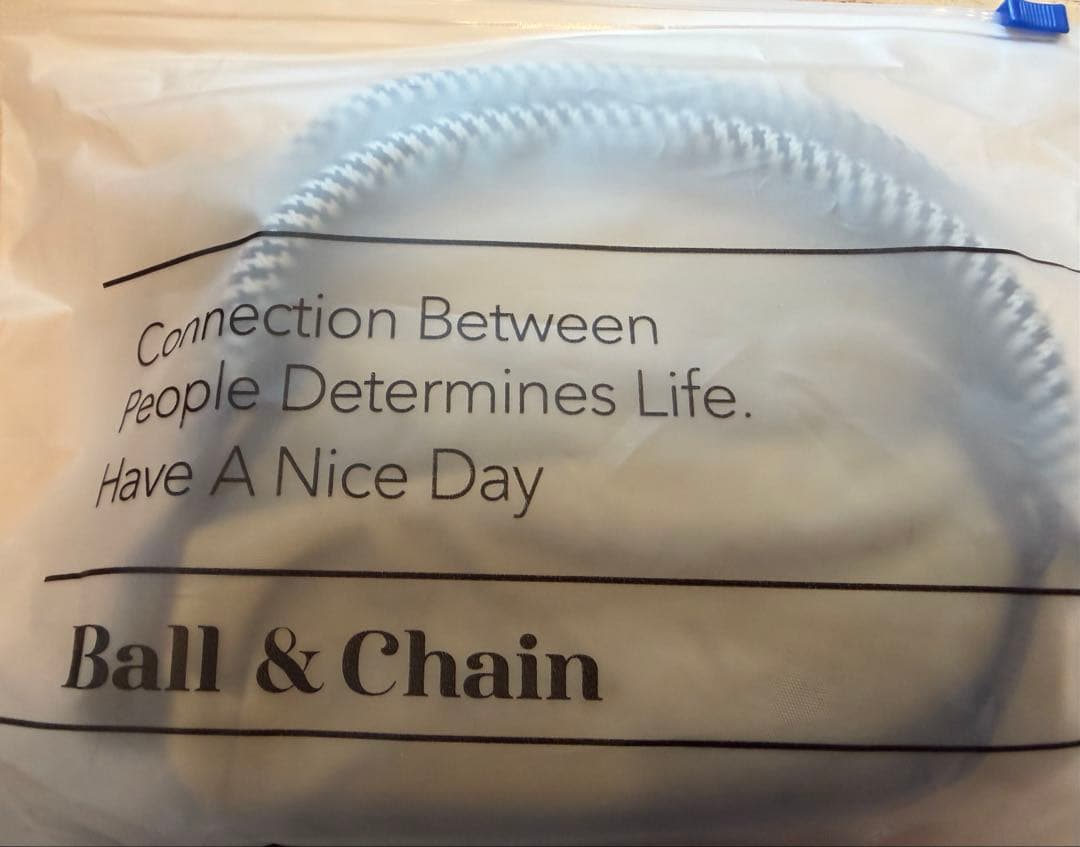 Connection Between
People Determines Life.
Have A Nice Day
Ball & Chain